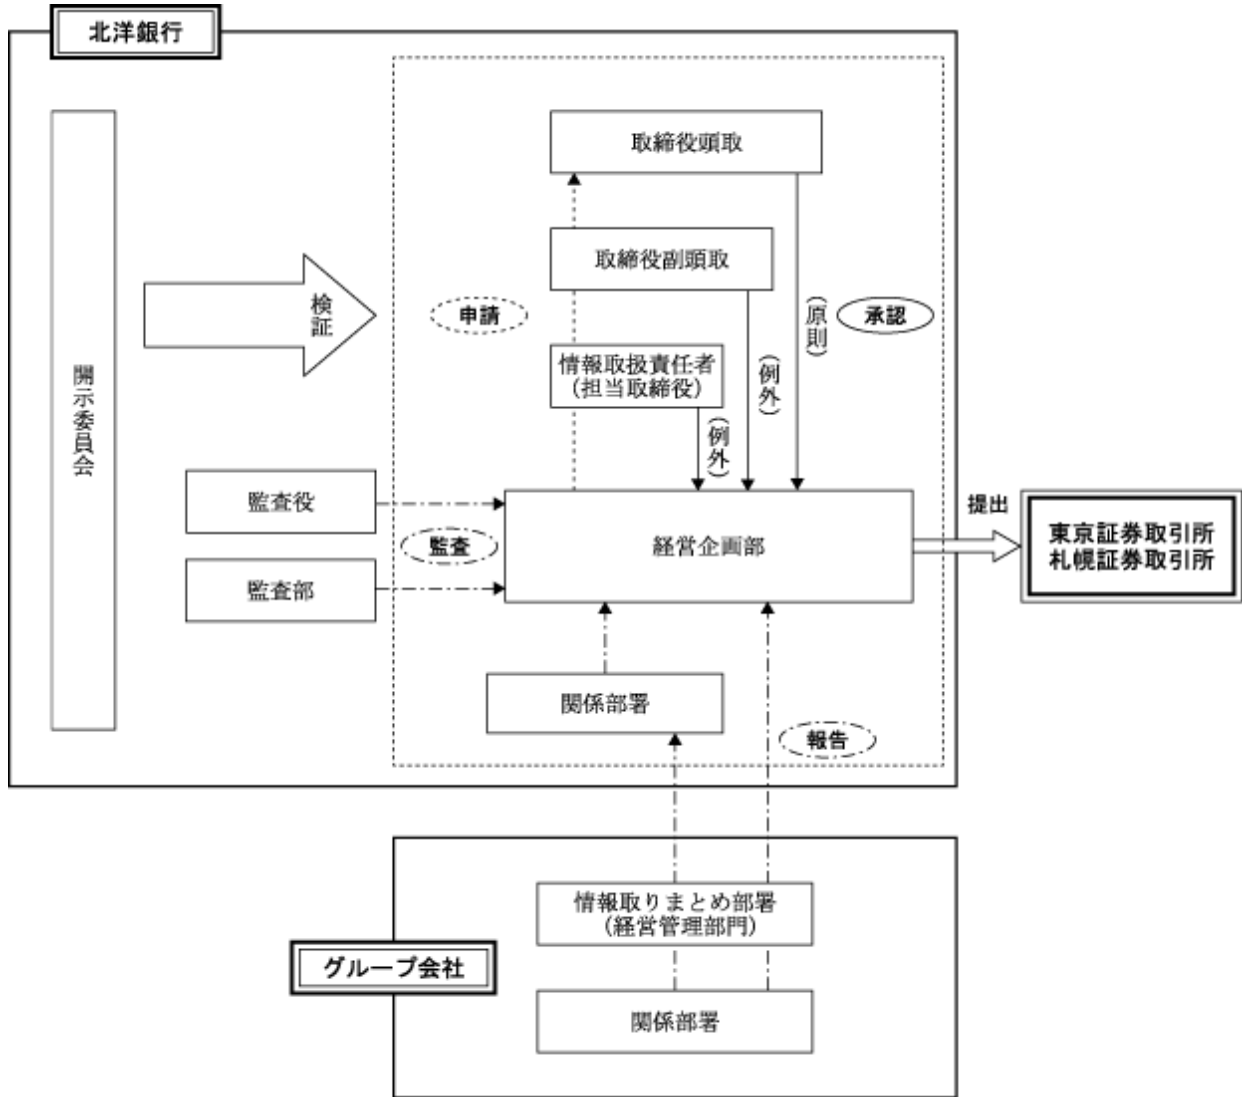 北洋銀行
取締役頭取
取締役副頭取
検証
申請
(原則)
承認
情報取扱責任者
(担当取締役)
(例外)
(例外)
開示委員会
監査役
監査
経営企画部
提出
東京証券取引所
札幌証券取引所
監査部
関係部署
報告
情報取りまとめ部署
(経営管理部門)
グループ会社
関係部署